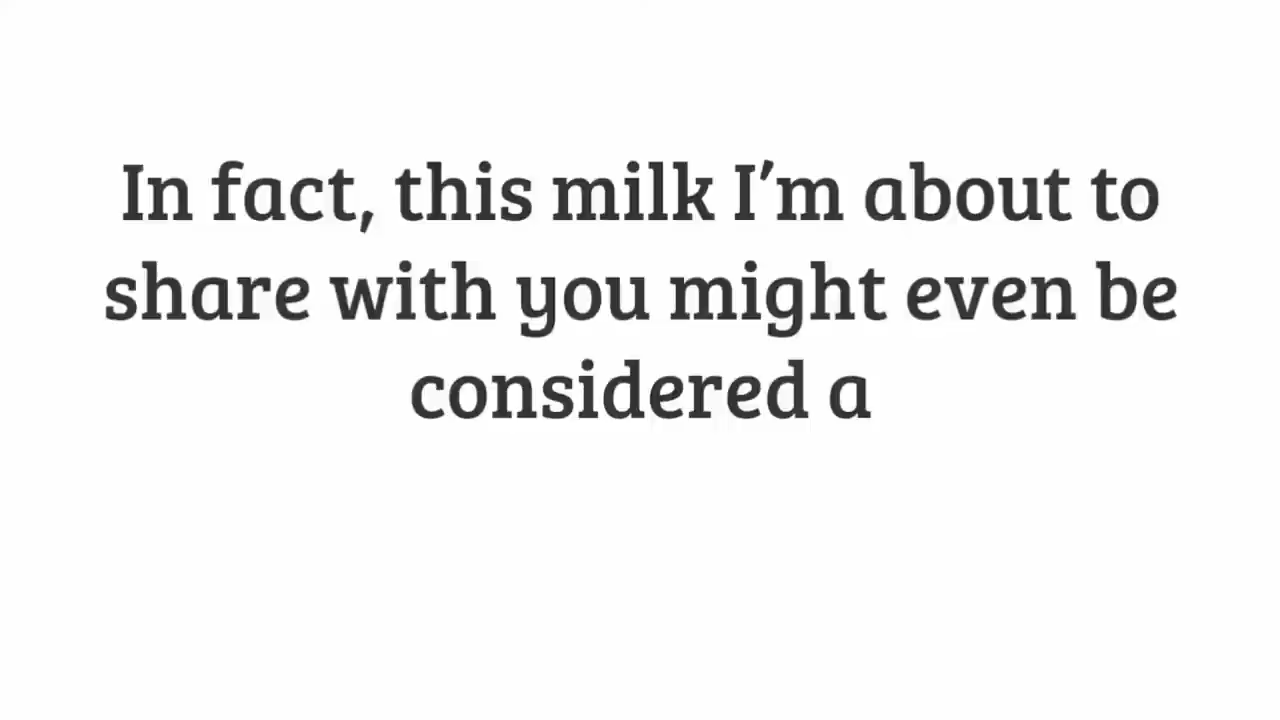 In fact, this milk I’m about to
share with you might even be
considered a